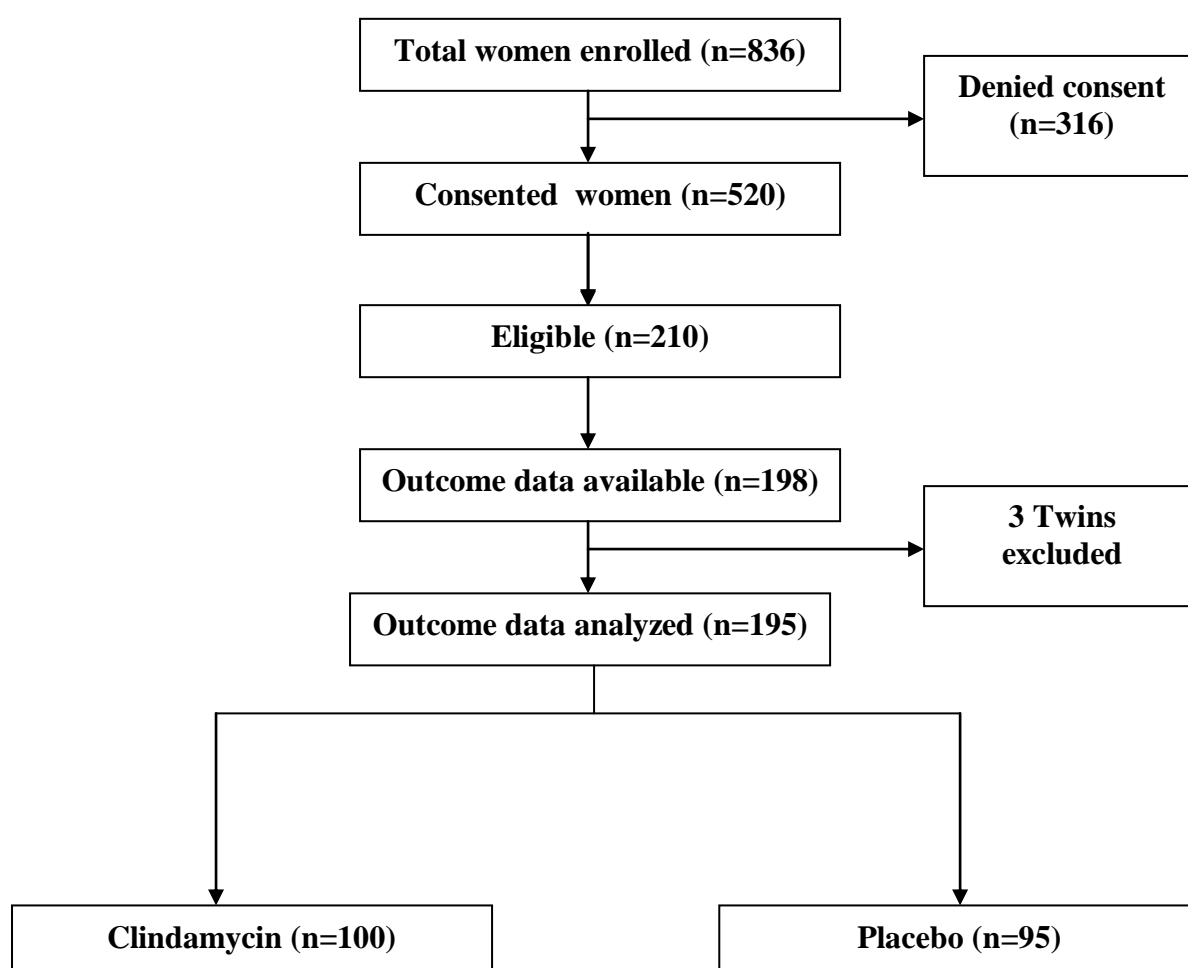 Total women enrolled (n=836)
Denied consent
(n=316)
Consented women (n=520)
Eligible (n=210)
Outcome data available (n=198)
3 Twins
excluded
Outcome data analyzed (n=195)
Clindamycin (n=100)
Placebo (n=95)